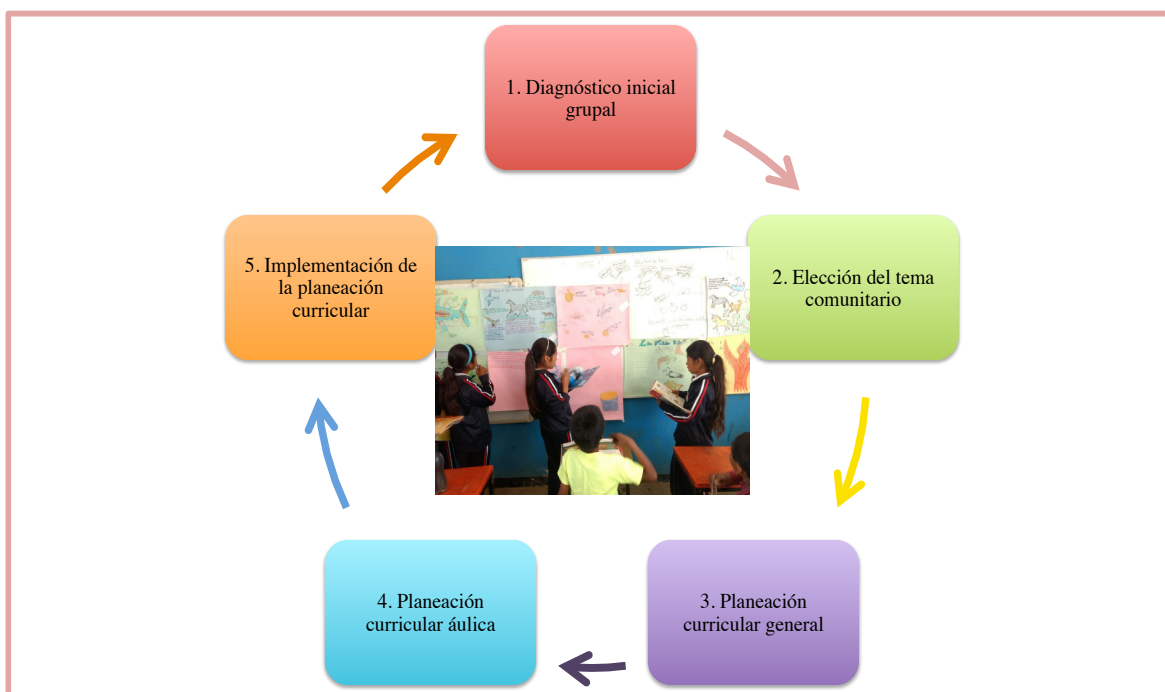 1. Diagnóstico inicial
grupal
2. Elección del tema
comunitario
3. Planeación
curricular general
4. Planeación
curricular áulica
5. Implementación de
la planeación
curricular